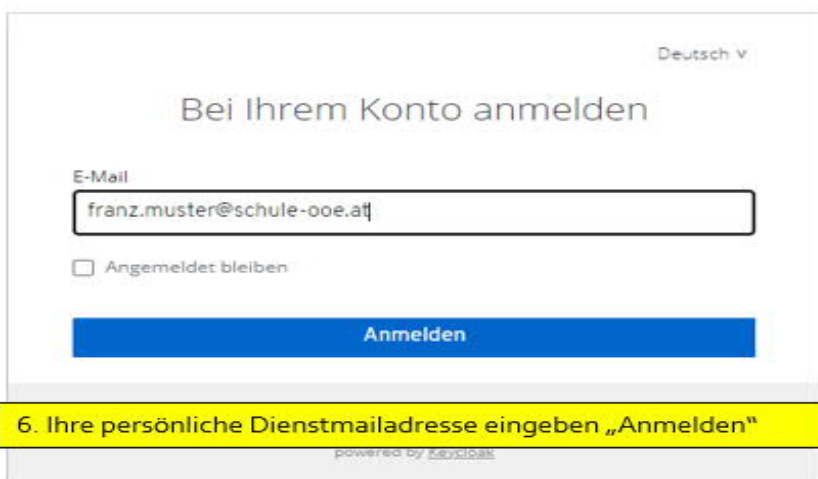 Deutsch ∨
Bei Ihrem Konto anmelden
E-Mail
franz.muster@schule-ooe.at
Angemeldet bleiben
Anmelden
6. Ihre persönliche Dienstmailadresse eingeben „Anmelden“
powered by Keycloak